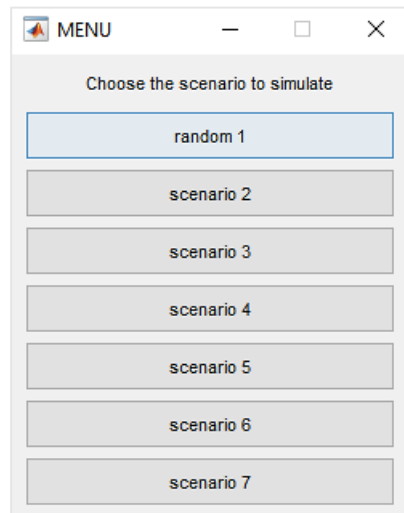 MENU
Choose the scenario to simulate
random 1
scenario 2
scenario 3
scenario 4
scenario 5
scenario 6
scenario 7